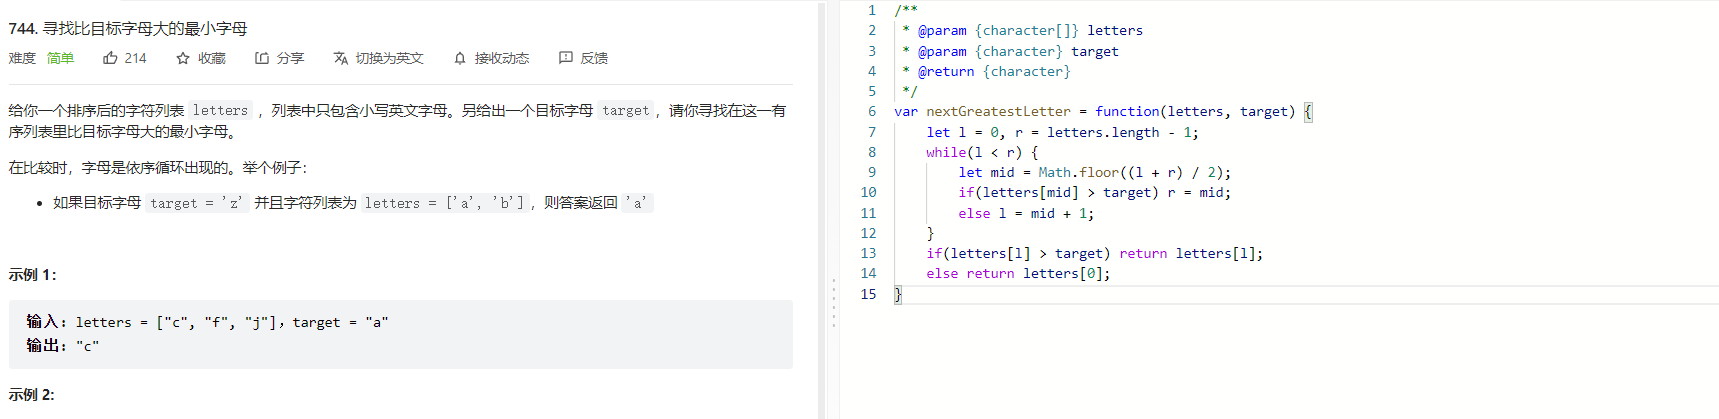 744. 寻找比目标字母大的最小字母
难度 简单 214 收藏 分享 切换为英文 接收动态 反馈
给你一个排序后的字符列表 letters ，列表中只包含小写英文字母。另给出一个目标字母 target，请你寻找在这一有
序列表里比目标字母大的最小字母。
在比较时，字母是依序循环出现的。举个例子：
• 如果目标字母 target = 'z' 并且字符列表为 letters = ['a', 'b']，则答案返回 'a'
示例 1：
输入：letters = ["c", "f", "j"]，target = "a"
输出："c"
示例 2:
1 /**
2 * @param {character[]} letters
3 * @param {character} target
4 * @return {character}
5 */
6 var nextGreatestLetter = function(letters, target) {
7 let l = 0, r = letters.length - 1;
8 while(l < r) {
9 let mid = Math.floor((l + r) / 2);
10 if(letters[mid] > target) r = mid;
11 else l = mid + 1;
12 }
13 if(letters[l] > target) return letters[l];
14 else return letters[0];
15 }